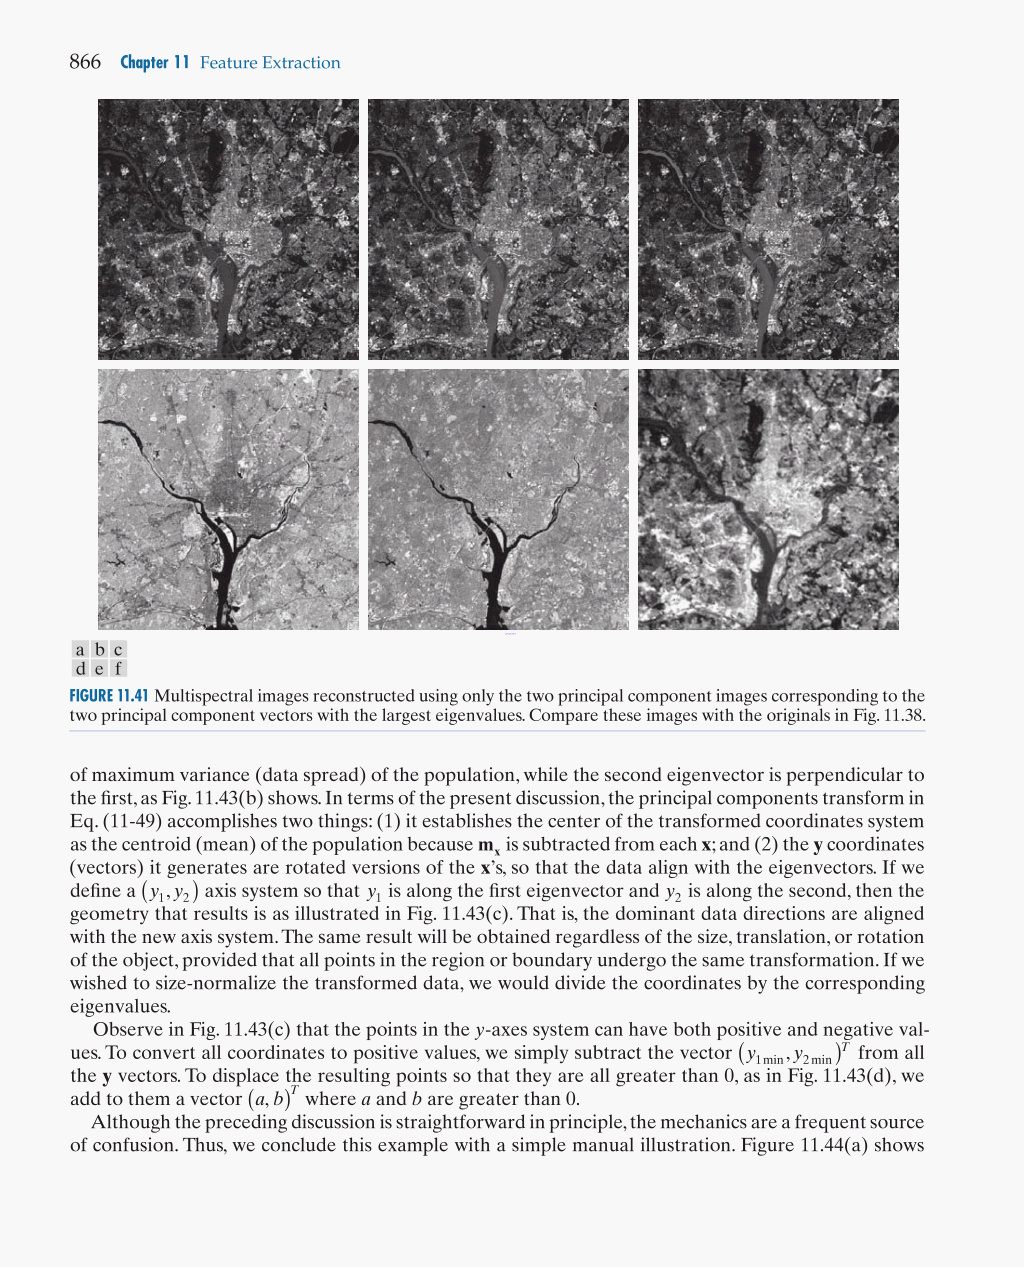 866 Chapter 11 Feature Extraction
a b c
d e f
FIGURE 11.41 Multispectral images reconstructed using only the two principal component images corresponding to the
two principal component vectors with the largest eigenvalues. Compare these images with the originals in Fig. 11.38.
of maximum variance (data spread) of the population, while the second eigenvector is perpendicular to
the first, as Fig. 11.43(b) shows. In terms of the present discussion, the principal components transform in
Eq. (11-49) accomplishes two things: (1) it establishes the center of the transformed coordinates system
as the centroid (mean) of the population because mₓ is subtracted from each x; and (2) the y coordinates
(vectors) it generates are rotated versions of the x’s, so that the data align with the eigenvectors. If we
define a (y₁, y₂) axis system so that y₁ is along the first eigenvector and y₂ is along the second, then the
geometry that results is as illustrated in Fig. 11.43(c). That is, the dominant data directions are aligned
with the new axis system. The same result will be obtained regardless of the size, translation, or rotation
of the object, provided that all points in the region or boundary undergo the same transformation. If we
wished to size-normalize the transformed data, we would divide the coordinates by the corresponding
eigenvalues.
Observe in Fig. 11.43(c) that the points in the y-axes system can have both positive and negative val-
ues. To convert all coordinates to positive values, we simply subtract the vector (y₁ min, y₂ min)ᵀ from all
the y vectors. To displace the resulting points so that they are all greater than 0, as in Fig. 11.43(d), we
add to them a vector (a, b)ᵀ where a and b are greater than 0.
Although the preceding discussion is straightforward in principle, the mechanics are a frequent source
of confusion. Thus, we conclude this example with a simple manual illustration. Figure 11.44(a) shows